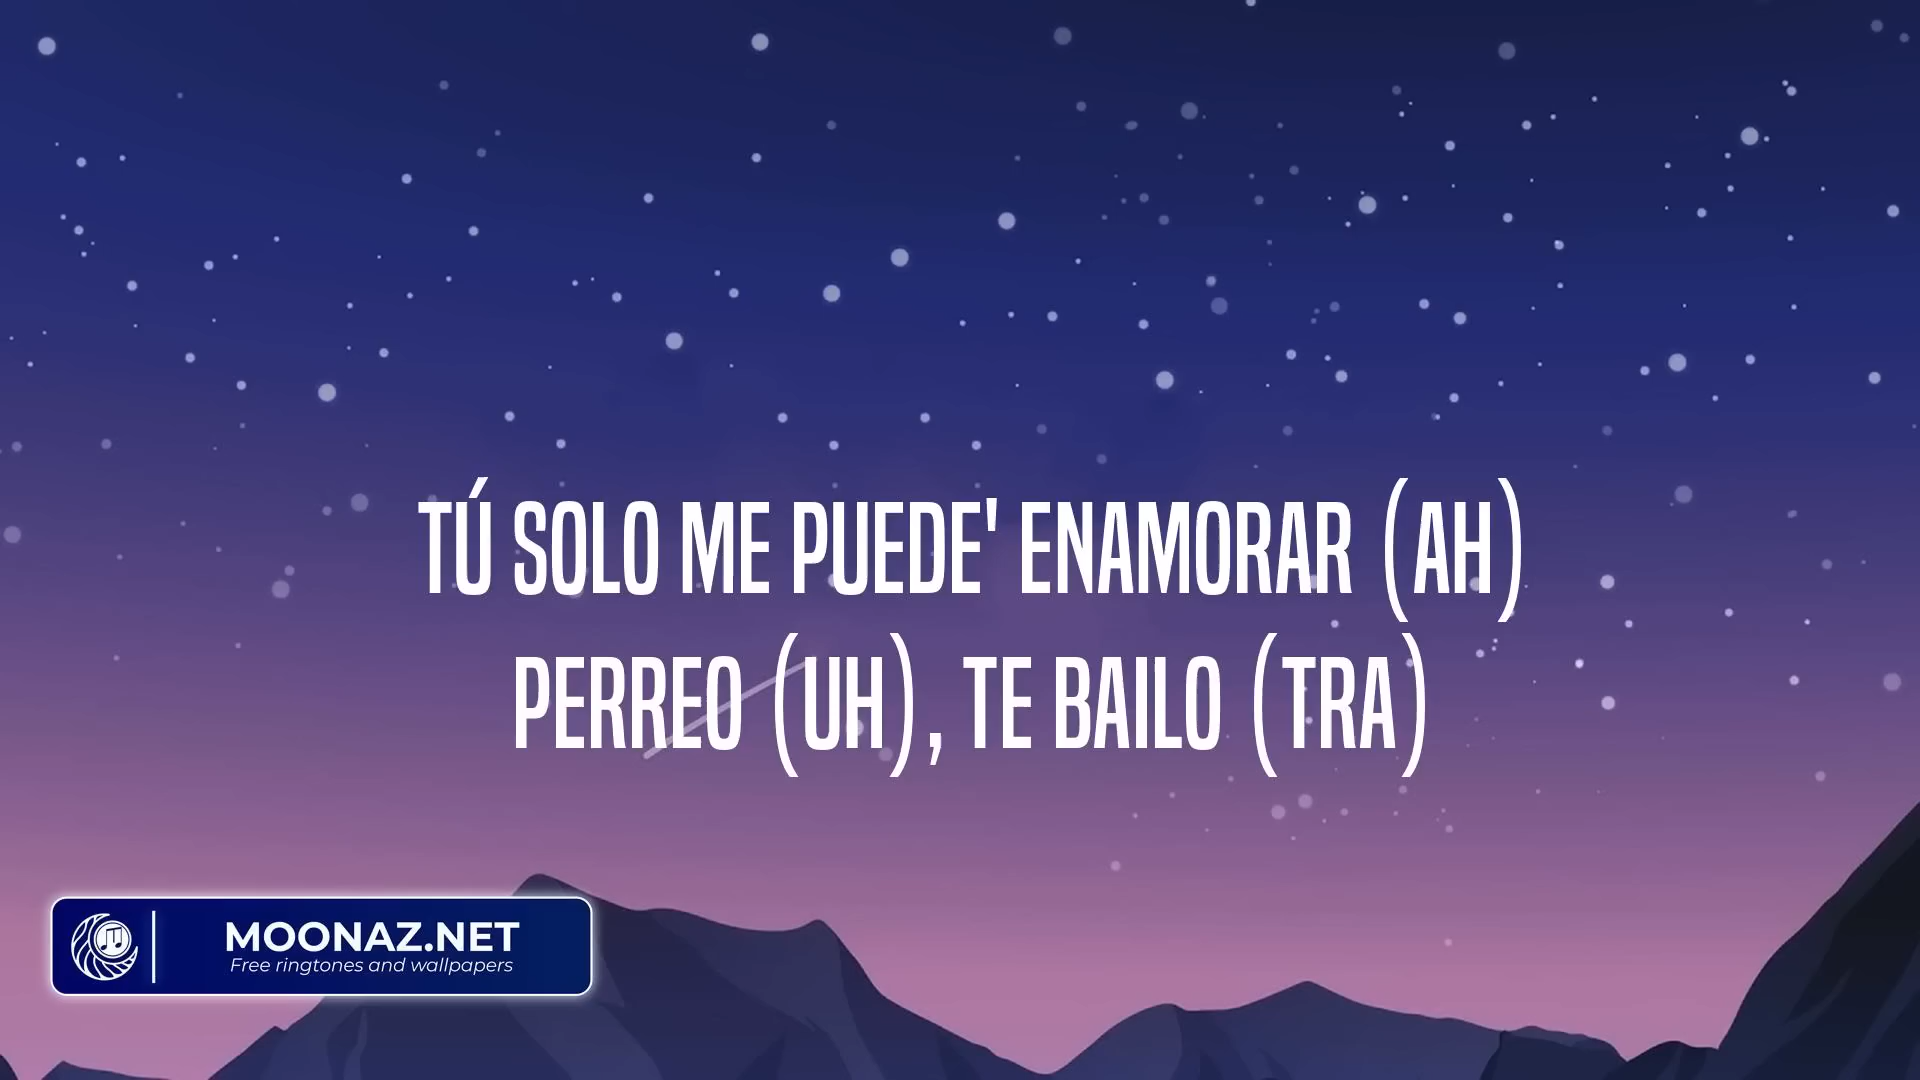 TÚ SOLO ME PUEDE' ENAMORAR (AH)
PERREO (UH), TE BAILO (TRA)
MOONAZ.NET
Free ringtones and wallpapers